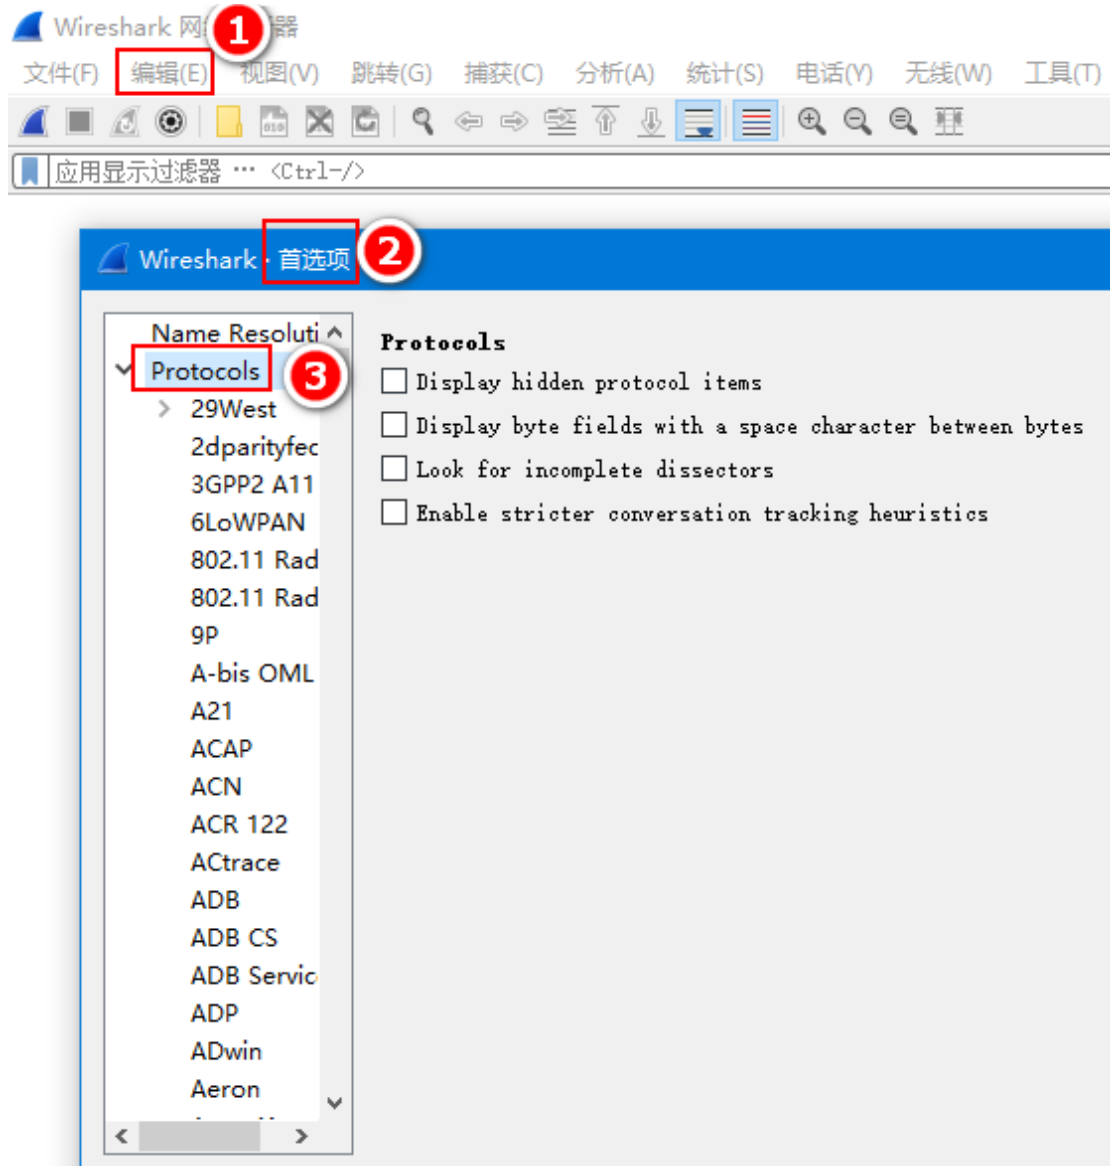 Wireshark 网 器
1
文件(F) 编辑(E) 视图(V) 跳转(G) 捕获(C) 分析(A) 统计(S) 电话(Y) 无线(W) 工具(T)
应用显示过滤器 … <Ctrl-/>
Wireshark · 首选项
2
Name Resoluti
Protocols
3
29West
2dparityfec
3GPP2 A11
6LoWPAN
802.11 Rad
802.11 Rad
9P
A-bis OML
A21
ACAP
ACN
ACR 122
ACtrace
ADB
ADB CS
ADB Servic
ADP
ADwin
Aeron
Protocols
Display hidden protocol items
Display byte fields with a space character between bytes
Look for incomplete dissectors
Enable stricter conversation tracking heuristics